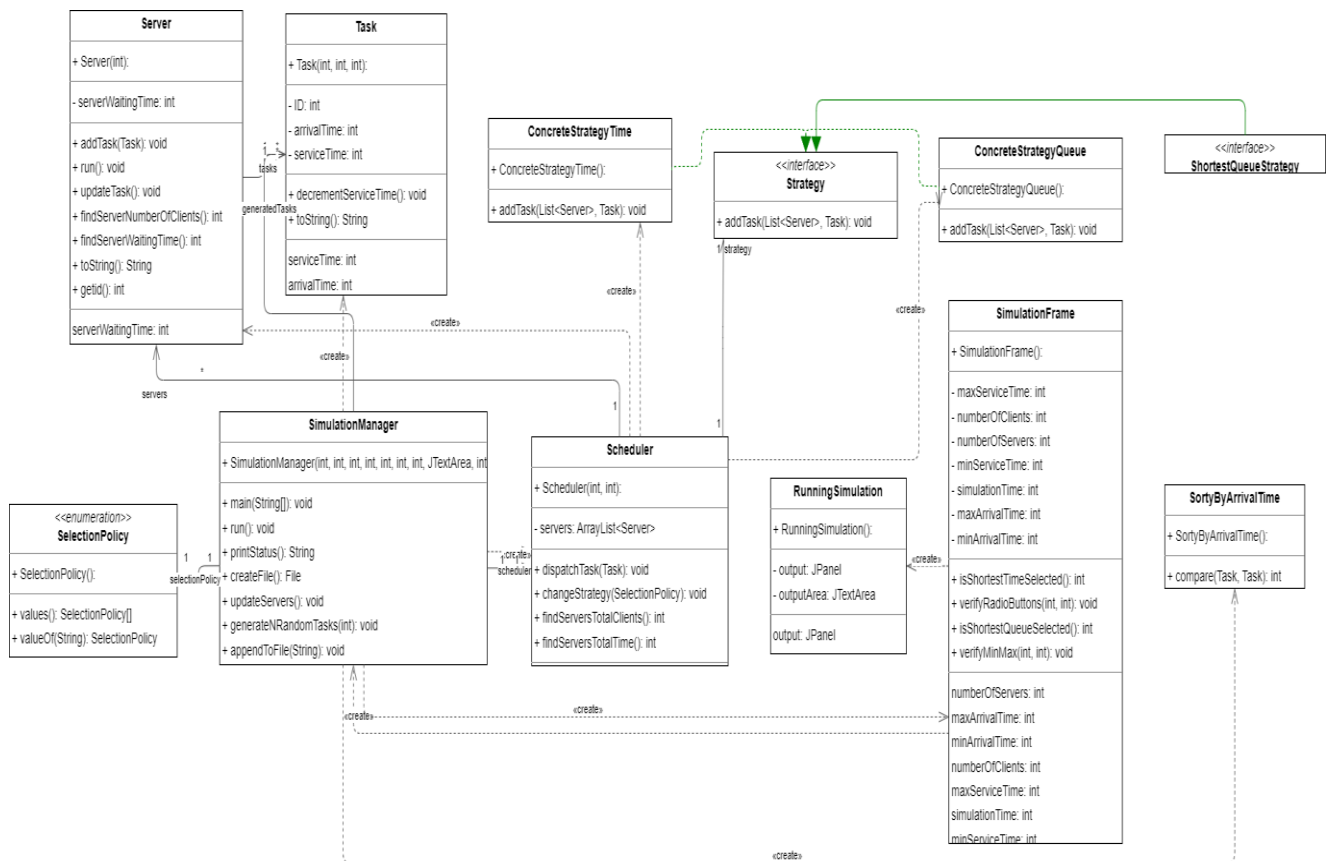 Server
+ Server(int):
- serverWaitingTime: int
+ addTask(Task): void
+ run(): void
+ updateTask(): void
+ findServerNumberOfClients(): int
+ findServerWaitingTime(): int
+ toString(): String
+ getid(): int
serverWaitingTime: int
Task
+ Task(int, int, int):
- ID: int
- arrivalTime: int
- serviceTime: int
+ decrementServiceTime(): void
+ toString(): String
serviceTime: int
arrivalTime: int
tasks
generatedTasks
ConcreteStrategyTime
+ ConcreteStrategyTime():
+ addTask(List<Server>, Task): void
<<interface>>
Strategy
+ addTask(List<Server>, Task): void
1
strategy
ConcreteStrategyQueue
+ ConcreteStrategyQueue():
+ addTask(List<Server>, Task): void
<<interface>>
ShortestQueueStrategy
«create»
«create»
«create»
«create»
*
servers
1
1
SimulationManager
+ SimulationManager(int, int, int, int, int, int, int, JTextArea, int
+ main(String[]): void
+ run(): void
+ printStatus(): String
+ createFile(): File
+ updateServers(): void
+ generateNRandomTasks(int): void
+ appendToFile(String): void
<<enumeration>>
SelectionPolicy
+ SelectionPolicy():
+ values(): SelectionPolicy[]
+ valueOf(String): SelectionPolicy
1
1
selectionPolicy
«create»
scheduler
Scheduler
+ Scheduler(int, int):
- servers: ArrayList<Server>
+ dispatchTask(Task): void
+ changeStrategy(SelectionPolicy): void
+ findServersTotalClients(): int
+ findServersTotalTime(): int
RunningSimulation
+ RunningSimulation():
- output: JPanel
- outputArea: JTextArea
output: JPanel
«create»
SimulationFrame
+ SimulationFrame():
- maxServiceTime: int
- numberOfClients: int
- numberOfServers: int
- minServiceTime: int
- simulationTime: int
- maxArrivalTime: int
- minArrivalTime: int
+ isShortestTimeSelected(): int
+ verifyRadioButtons(int, int): void
+ isShortestQueueSelected(): int
+ verifyMinMax(int, int): void
numberOfServers: int
maxArrivalTime: int
minArrivalTime: int
numberOfClients: int
maxServiceTime: int
simulationTime: int
minServiceTime: int
SortyByArrivalTime
+ SortyByArrivalTime():
+ compare(Task, Task): int
«create»
«create»
«create»